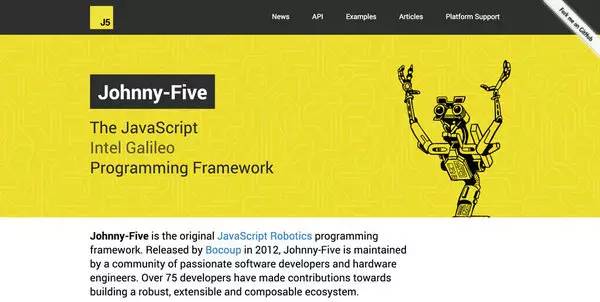 J5
News API Examples Articles Platform Support
Fork me on GitHub
Johnny-Five
The JavaScript
Intel Galileo
Programming Framework
Johnny-Five is the original JavaScript Robotics programming
framework. Released by Bocoup in 2012, Johnny-Five is maintained
by a community of passionate software developers and hardware
engineers. Over 75 developers have made contributions towards
building a robust, extensible and composable ecosystem.